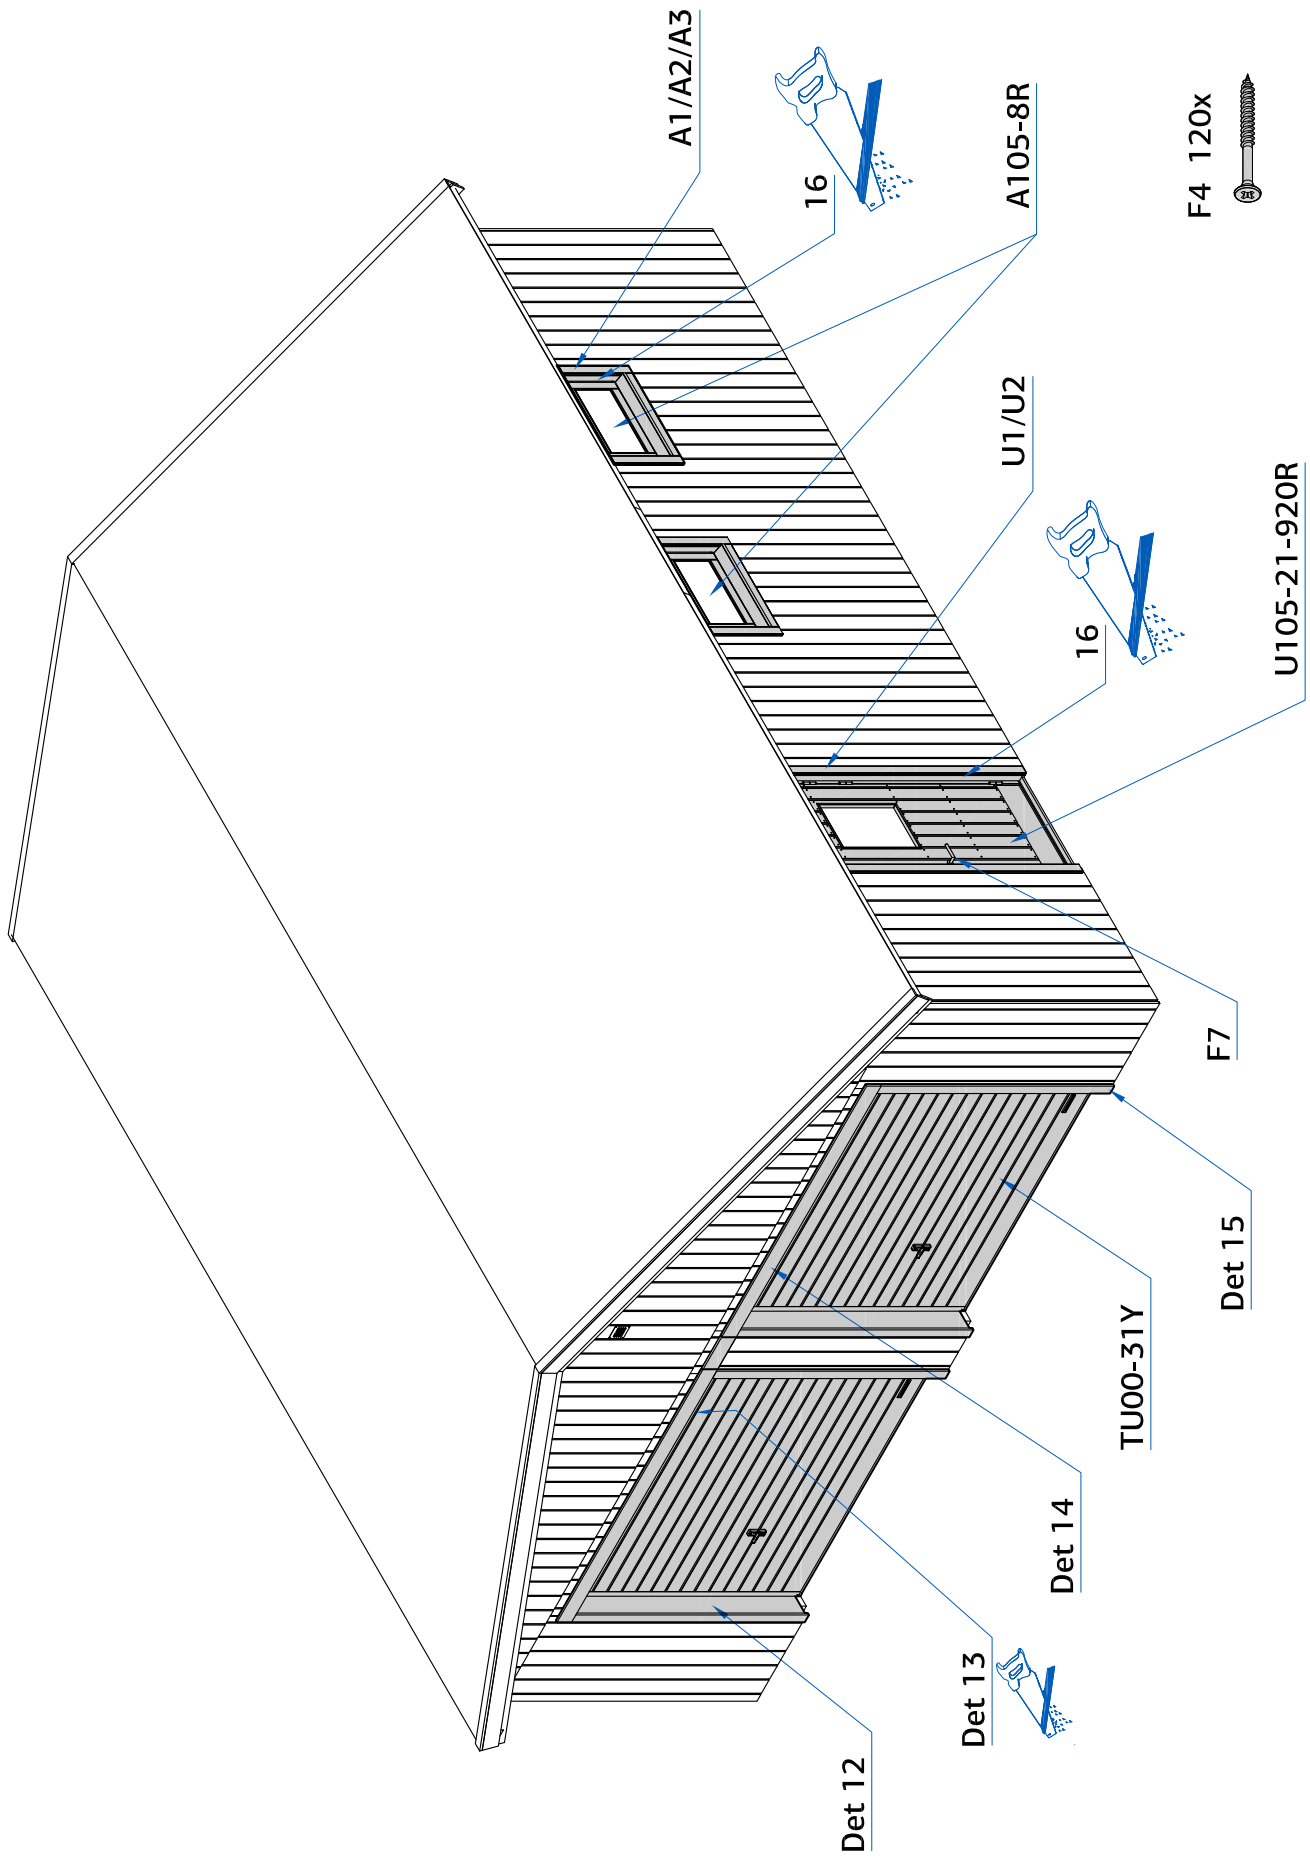 A1/A2/A3
16
A105-8R
F4 120x
U1/U2
16
U105-21-920R
F7
Det 15
TU00-31Y
Det 14
Det 13
Det 12